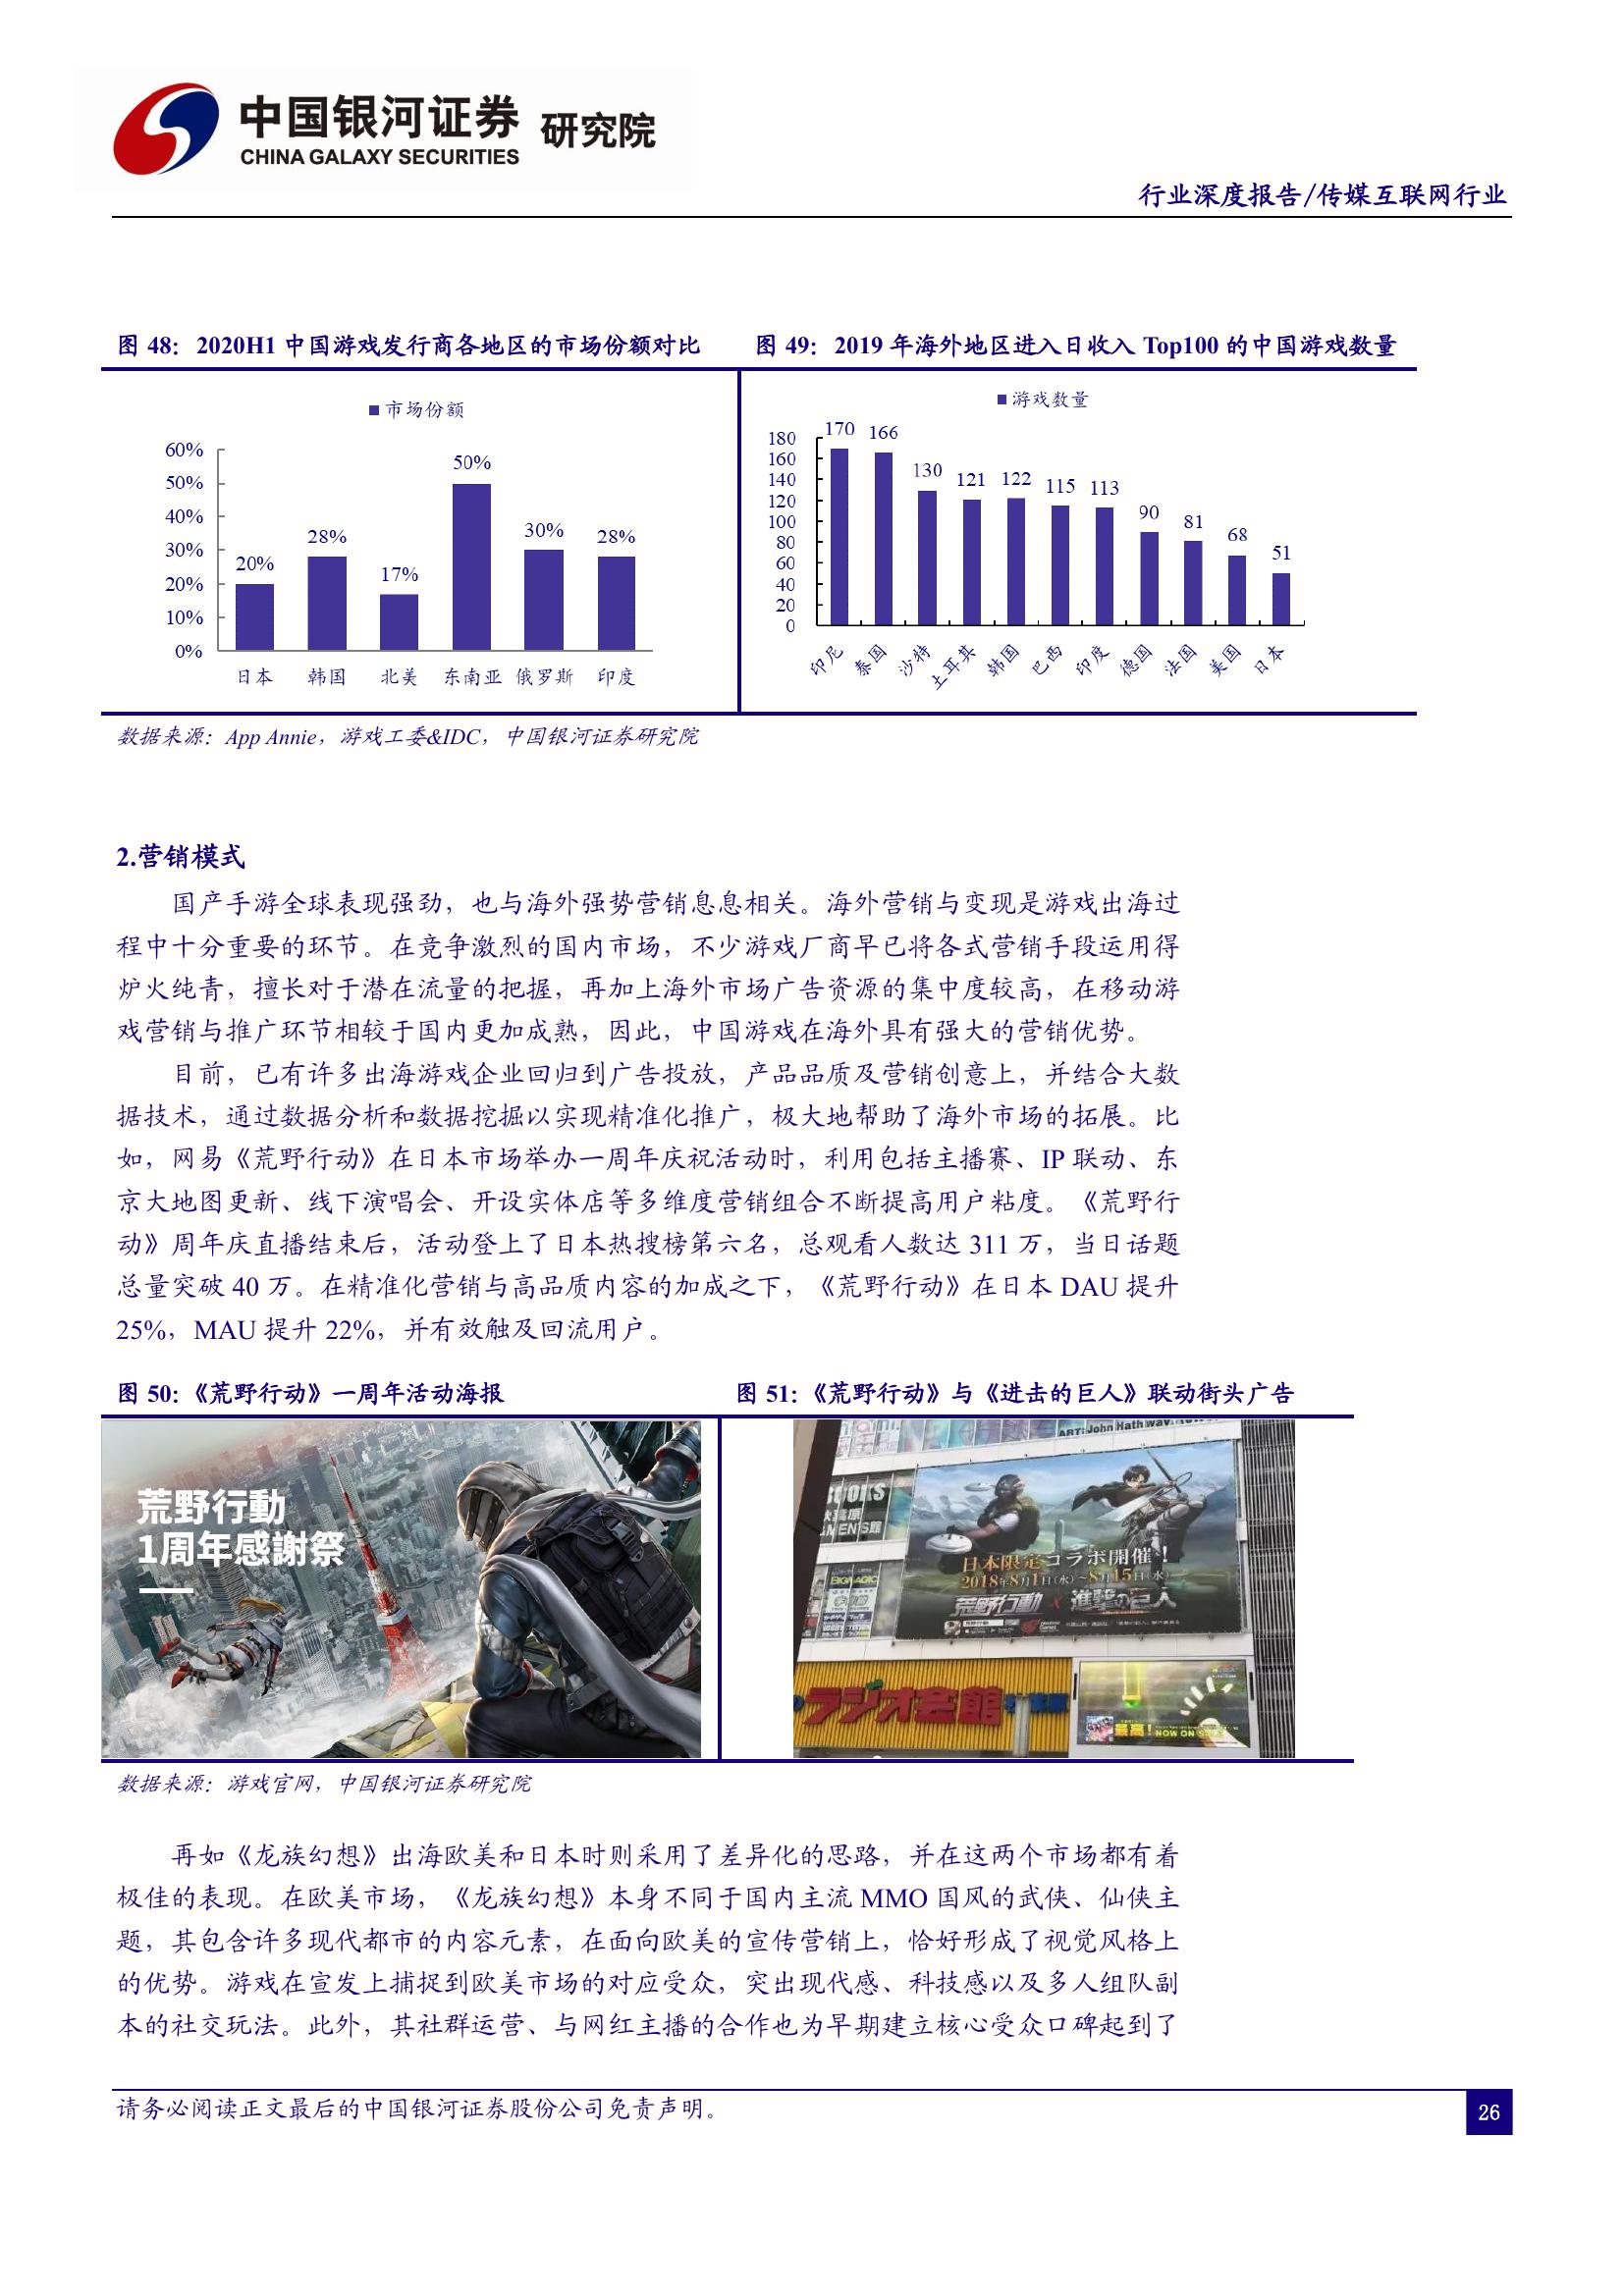 中国银河证券 研究院
CHINA GALAXY SECURITIES
行业深度报告/传媒互联网行业
图 48：2020H1 中国游戏发行商各地区的市场份额对比
市场份额
60%
50%
40%
30%
20%
10%
0%
20%
28%
17%
50%
30%
28%
日本 韩国 北美 东南亚 俄罗斯 印度
图 49：2019 年海外地区进入日收入 Top100 的中国游戏数量
游戏数量
180
160
140
120
100
80
60
40
20
0
170 166 130 121 122 115 113 90 81 68 51
印尼 泰国 沙特 土耳其 韩国 巴西 印度 德国 法国 美国 日本
数据来源：App Annie，游戏工委&IDC，中国银河证券研究院
2.营销模式
国产手游全球表现强劲，也与海外强势营销息息相关。海外营销与变现是游戏出海过
程中十分重要的环节。在竞争激烈的国内市场，不少游戏厂商早已将各式营销手段运用得
炉火纯青，擅长对于潜在流量的把握，再加上海外市场广告资源的集中度较高，在移动游
戏营销与推广环节相较于国内更加成熟，因此，中国游戏在海外具有强大的营销优势。
目前，已有许多出海游戏企业回归到广告投放，产品品质及营销创意上，并结合大数
据技术，通过数据分析和数据挖掘以实现精准化推广，极大地帮助了海外市场的拓展。比
如，网易《荒野行动》在日本市场举办一周年庆祝活动时，利用包括主播赛、IP 联动、东
京大地图更新、线下演唱会、开设实体店等多维度营销组合不断提高用户粘度。《荒野行
动》周年庆直播结束后，活动登上了日本热搜榜第六名，总观看人数达 311 万，当日话题
总量突破 40 万。在精准化营销与高品质内容的加成之下，《荒野行动》在日本 DAU 提升
25%，MAU 提升 22%，并有效触及回流用户。
图 50:《荒野行动》一周年活动海报
荒野行動
1周年感謝祭
图 51:《荒野行动》与《进击的巨人》联动街头广告
ART: John Hathway
日本限定コラボ開催！
2018年8月1日(水)～8月15日(水)
荒野行動 × 進撃の巨人
ラジオ会館
最高！ NOW ON
数据来源：游戏官网，中国银河证券研究院
再如《龙族幻想》出海欧美和日本时则采用了差异化的思路，并在这两个市场都有着
极佳的表现。在欧美市场，《龙族幻想》本身不同于国内主流 MMO 国风的武侠、仙侠主
题，其包含许多现代都市的内容元素，在面向欧美的宣传营销上，恰好形成了视觉风格上
的优势。游戏在宣发上捕捉到欧美市场的对应受众，突出现代感、科技感以及多人组队副
本的社交玩法。此外，其社群运营、与网红主播的合作也为早期建立核心受众口碑起到了
请务必阅读正文最后的中国银河证券股份公司免责声明。
26